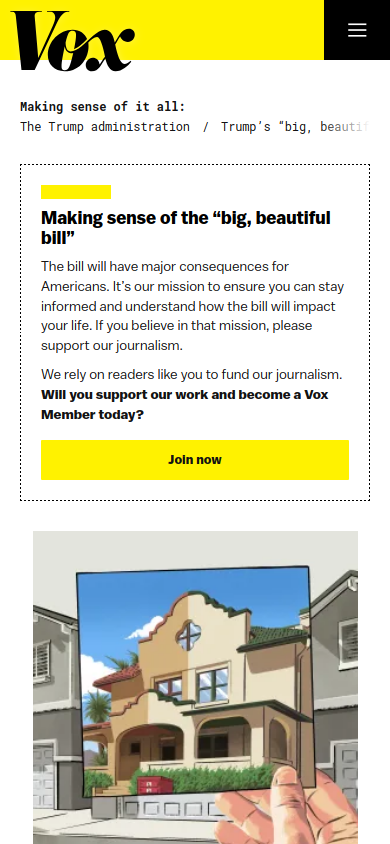 Vox
Making sense of it all:
The Trump administration / Trump’s “big, beautif
Making sense of the “big, beautiful
bill”
The bill will have major consequences for
Americans. It’s our mission to ensure you can stay
informed and understand how the bill will impact
your life. If you believe in that mission, please
support our journalism.
We rely on readers like you to fund our journalism.
Will you support our work and become a Vox
Member today?
Join now